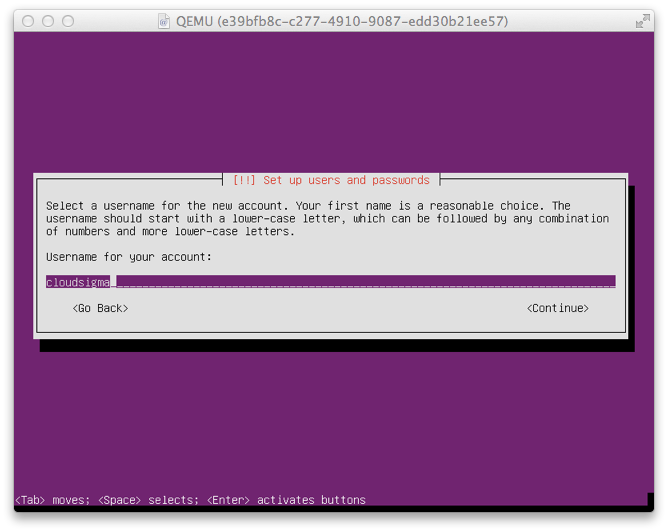 QEMU (e39bfb8c-c277-4910-9087-edd30b21ee57)
[!!] Set up users and passwords
Select a username for the new account. Your first name is a reasonable choice. The
username should start with a lower-case letter, which can be followed by any combination
of numbers and more lower-case letters.
Username for your account:
cloudsigma
<Go Back> <Continue>
<Tab> moves; <Space> selects; <Enter> activates buttons